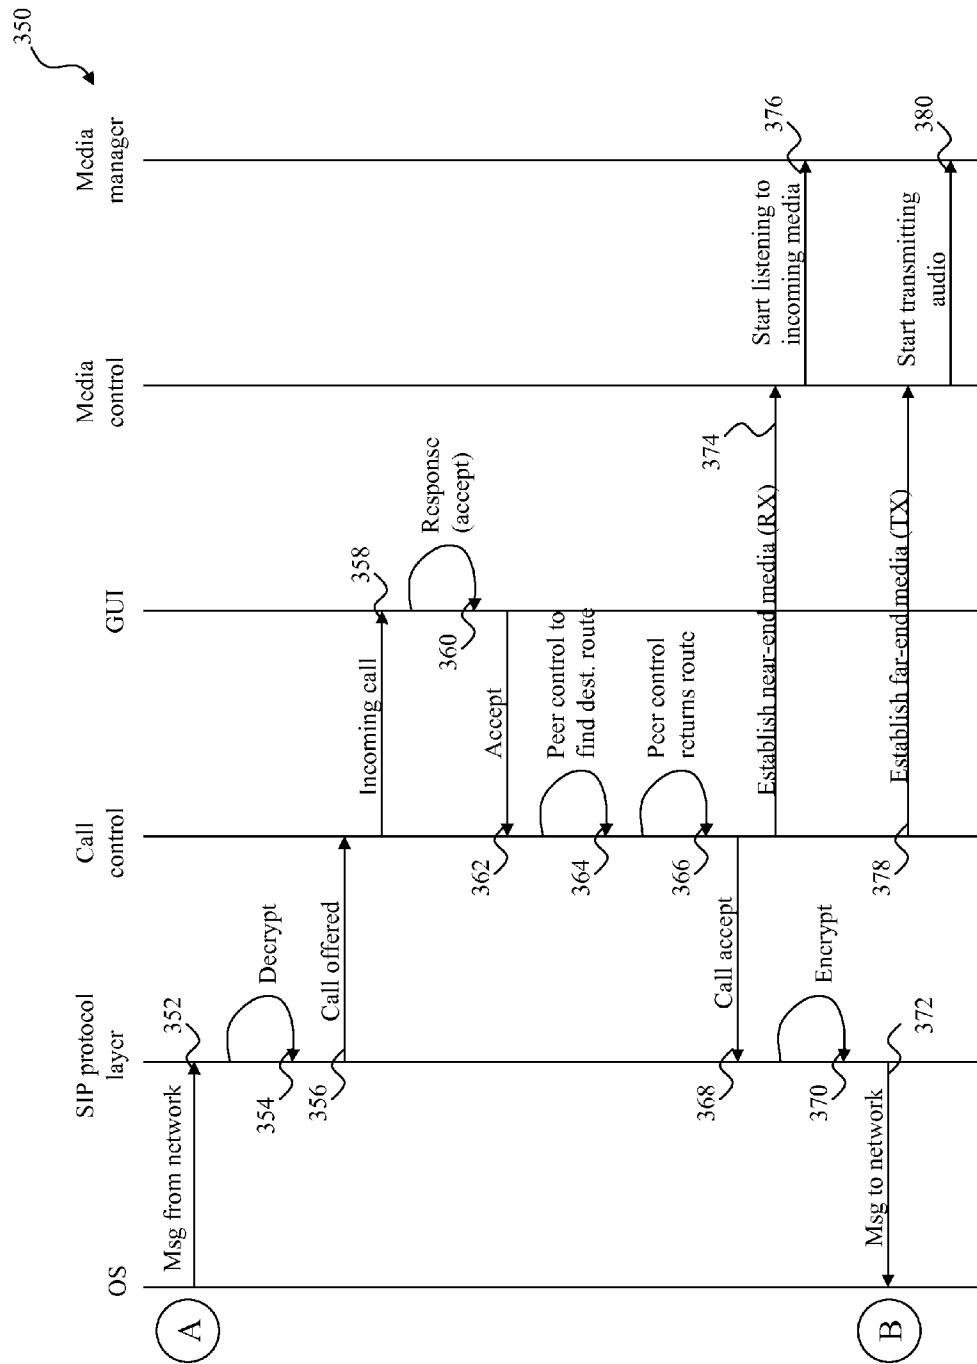 350
OS
SIP protocol
layer
Call
control
GUI
Media
control
Media
manager
A
Msg from network
352
Decrypt
354
Call offered
356
Incoming call
358
Response
(accept)
360
Accept
362
Peer control to
find dest. route
364
Peer control
returns route
366
Call accept
368
Encrypt
370
Establish near-end media (RX)
374
Start listening to
incoming media
376
B
Msg to network
372
Establish far-end media (TX)
378
Start transmitting
audio
380